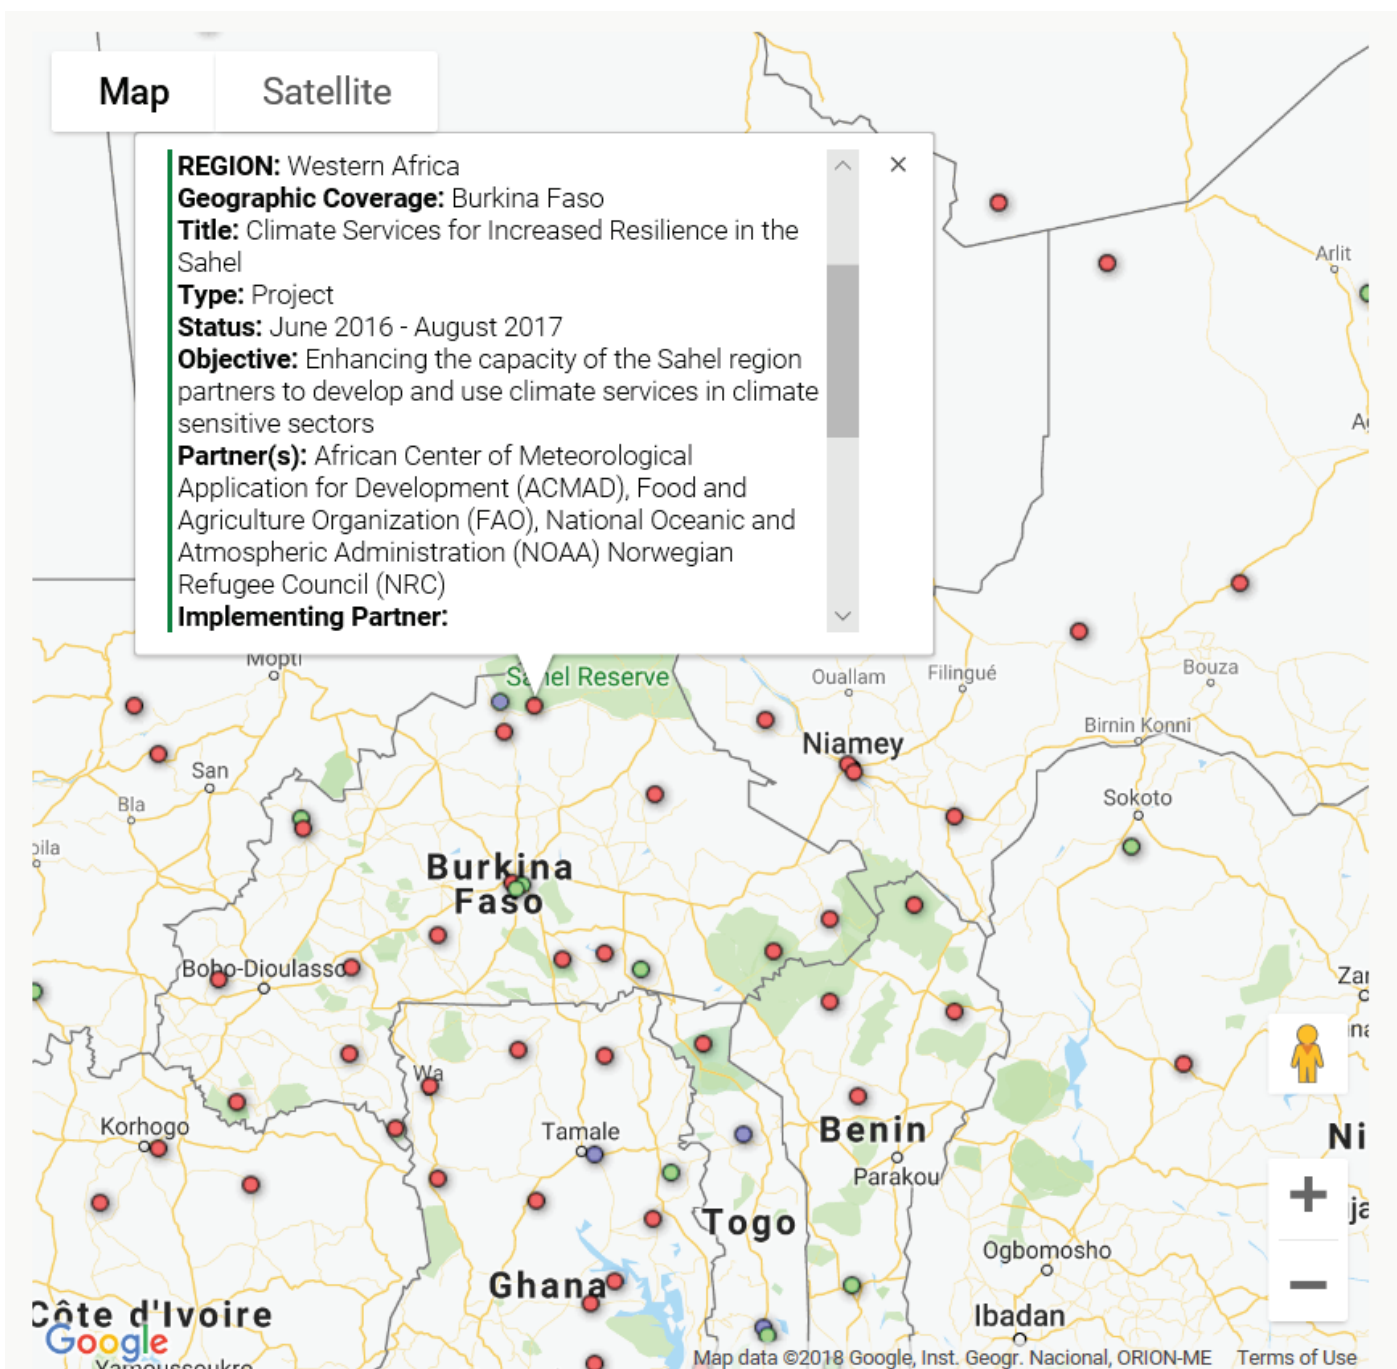 Map
Satellite
REGION: Western Africa
Geographic Coverage: Burkina Faso
Title: Climate Services for Increased Resilience in the
Sahel
Type: Project
Status: June 2016 - August 2017
Objective: Enhancing the capacity of the Sahel region
partners to develop and use climate services in climate
sensitive sectors
Partner(s): African Center of Meteorological
Application for Development (ACMAD), Food and
Agriculture Organization (FAO), National Oceanic and
Atmospheric Administration (NOAA) Norwegian
Refugee Council (NRC)
Implementing Partner:
Arlit
Mopti
Sahel Reserve
Ouallam
Filingué
Bouza
Birnin Konni
Niamey
San
Bla
Sokoto
Burkina
Faso
Bobo-Dioulasso
Wa
Korhogo
Tamale
Benin
Parakou
Togo
Ogbomosho
Ghana
Ibadan
Côte d'Ivoire
Google
Yamoussoukro
Map data ©2018 Google, Inst. Geogr. Nacional, ORION-ME
Terms of Use